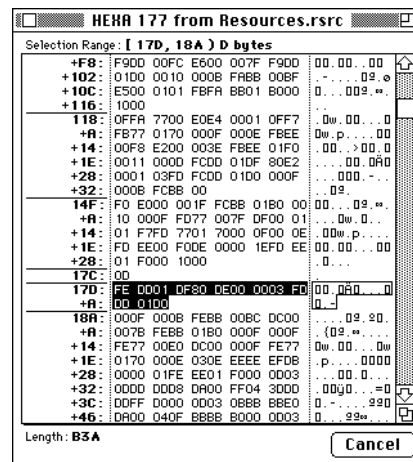 HEXA 177 from Resources.rsrc
Selection Range: [ 17D, 18A ) D bytes
+F8: F9DD 00FC E600 007F F9DD
+102: 01D0 0010 000B FABB 00BF
+10C: E500 0101 FBFA BB01 B000
+116: 1000
118: 0FFA 7700 E0E4 0001 0FF7
+A: FB77 0170 000F 000E FBEE
+14: 00F8 E200 003E FBEE 01F0
+1E: 0011 000D FCDD 01DF 80E2
+28: 0001 03FD FCDD 01D0 000F
+32: 000B FCBB 00
14F: F0 E000 001F FCBB 01B0 00
+A: 10 000F FD77 007F DF00 01
+14: 01 F7FD 7701 7000 0F00 0E
+1E: FD EE00 F0DE 0000 1EFD EE
+28: 01 F000 1000
17C: 0D
17D: FE DD01 DF80 DE00 0003 FD
+A: DD 01D0
18A: 000F 000B FEBB 00BC DC00
+A: 007B FEBB 01B0 000F 000F
+14: FE77 00E0 DC00 000F FE77
+1E: 0170 000E 030E EEEE EFDB
+28: 0000 01FE EE01 F000 0D03
+32: 0DDD DDD8 DA00 FF04 3DDD
+3C: DDFF D000 0D03 0BBB BBE0
+46: DA00 040F BBBB B000 0D03
Length: B3A
Cancel